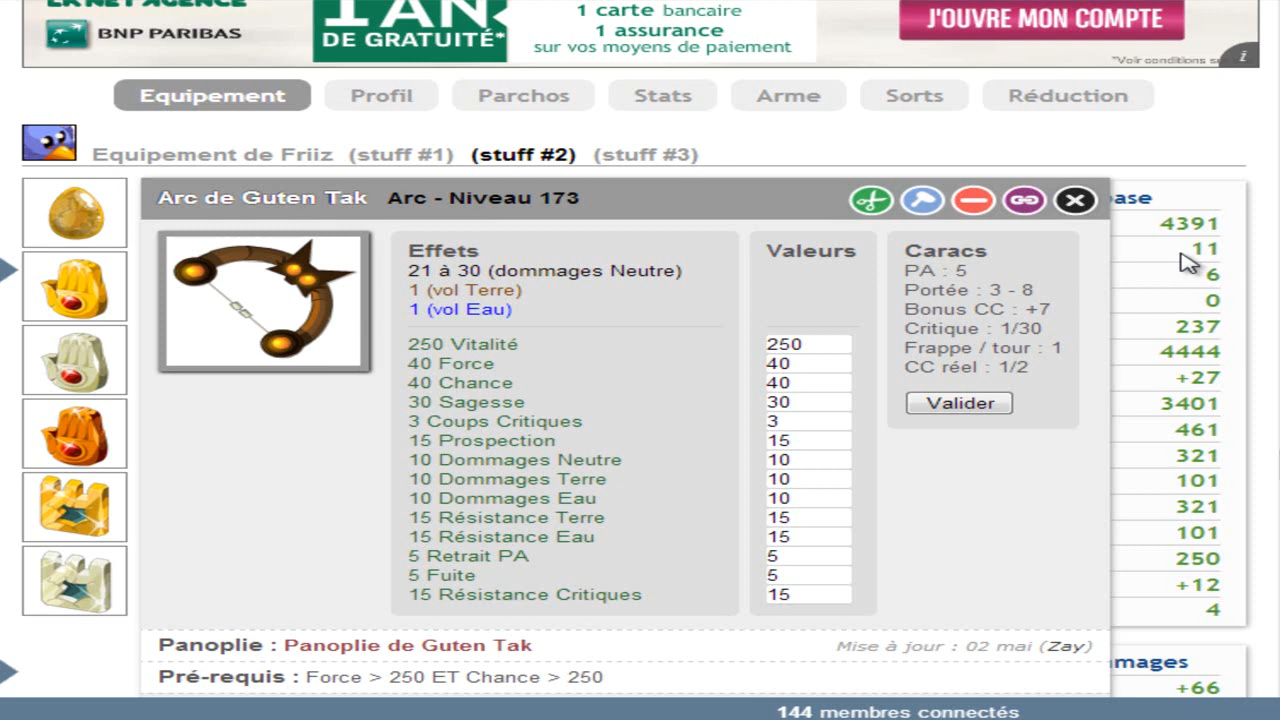 BNP PARIBAS
1 AN
DE GRATUITÉ*
1 carte bancaire
1 assurance
sur vos moyens de paiement
J'OUVRE MON COMPTE
*Voir conditions
i
Equipement
Profil
Parchos
Stats
Arme
Sorts
Réduction
Equipement de Friiz (stuff #1) (stuff #2) (stuff #3)
Arc de Guten Tak Arc - Niveau 173
Effets
21 à 30 (dommages Neutre)
1 (vol Terre)
1 (vol Eau)
250 Vitalité
40 Force
40 Chance
30 Sagesse
3 Coups Critiques
15 Prospection
10 Dommages Neutre
10 Dommages Terre
10 Dommages Eau
15 Résistance Terre
15 Résistance Eau
5 Retrait PA
5 Fuite
15 Résistance Critiques
Valeurs
250
40
40
30
3
15
10
10
10
15
15
5
5
15
Caracs
PA : 5
Portée : 3 - 8
Bonus CC : +7
Critique : 1/30
Frappe / tour : 1
CC réel : 1/2
Valider
ase
4391
11
6
0
237
4444
+27
3401
461
321
101
321
101
250
+12
4
Panoplie : Panoplie de Guten Tak
Mise à jour : 02 mai (Zay)
Pré-requis : Force > 250 ET Chance > 250
mages
+66
144 membres connectés